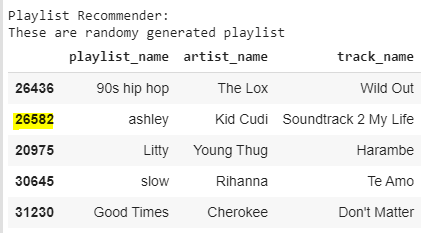 Playlist Recommender:
These are randomy generated playlist
playlist_name artist_name track_name
26436 90s hip hop The Lox Wild Out
26582 ashley Kid Cudi Soundtrack 2 My Life
20975 Litty Young Thug Harambe
30645 slow Rihanna Te Amo
31230 Good Times Cherokee Don't Matter